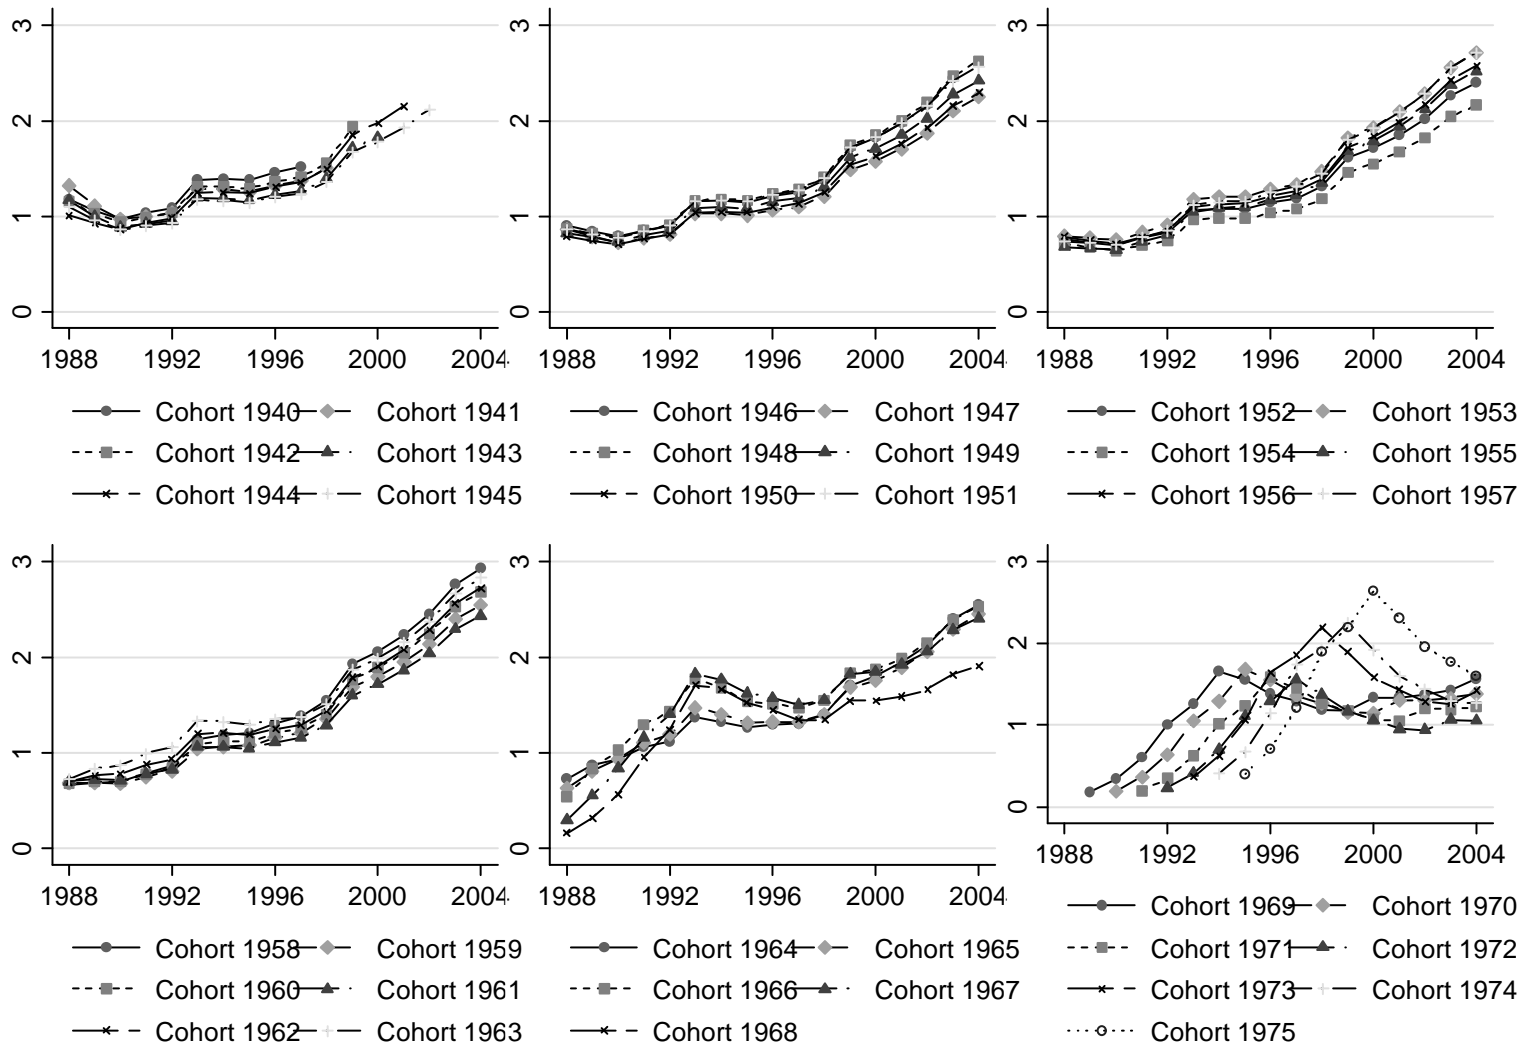 3
2
1
0
1988 1992 1996 2000 2004
Cohort 1940 Cohort 1941
Cohort 1942 Cohort 1943
Cohort 1944 Cohort 1945
3
2
1
0
1988 1992 1996 2000 2004
Cohort 1946 Cohort 1947
Cohort 1948 Cohort 1949
Cohort 1950 Cohort 1951
3
2
1
0
1988 1992 1996 2000 2004
Cohort 1952 Cohort 1953
Cohort 1954 Cohort 1955
Cohort 1956 Cohort 1957
3
2
1
0
1988 1992 1996 2000 2004
Cohort 1958 Cohort 1959
Cohort 1960 Cohort 1961
Cohort 1962 Cohort 1963
3
2
1
0
1988 1992 1996 2000 2004
Cohort 1964 Cohort 1965
Cohort 1966 Cohort 1967
Cohort 1968
3
2
1
0
1988 1992 1996 2000 2004
Cohort 1969 Cohort 1970
Cohort 1971 Cohort 1972
Cohort 1973 Cohort 1974
Cohort 1975